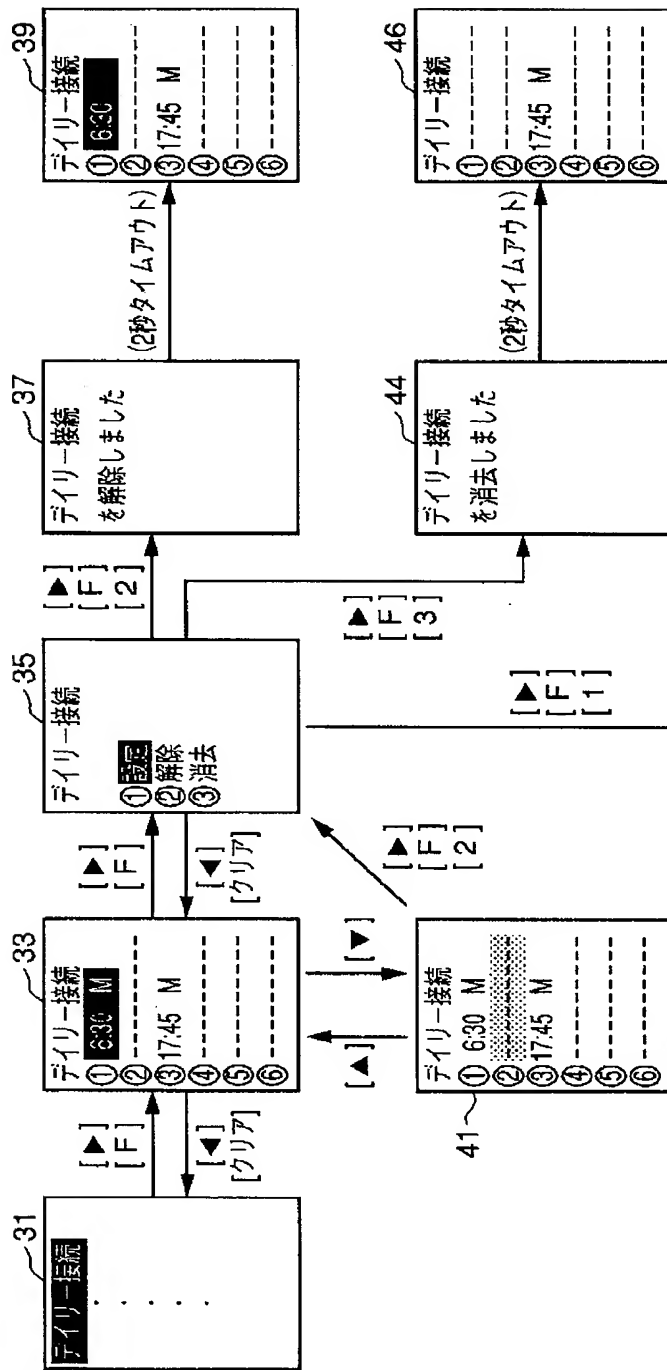 31
デイリー接続
[▶]
[F]
[◀]
[クリア]
33
デイリー接続
① 6:30 M
②
③ 17:45 M
④
⑤
⑥
[▶]
[F]
[◀]
[クリア]
35
デイリー接続
①設定
②解除
③消去
[▶]
[F]
[2]
37
デイリー接続
を解除しました
(2秒タイムアウト)
39
デイリー接続
① 6:30
②
③ 17:45 M
④
⑤
⑥
[▲]
[▼]
41
デイリー接続
① 6:30 M
②
③ 17:45 M
④
⑤
⑥
[▶]
[F]
[2]
[▶]
[F]
[1]
[▶]
[F]
[3]
44
デイリー接続
を消去しました
(2秒タイムアウト)
46
デイリー接続
①
②
③ 17:45 M
④
⑤
⑥